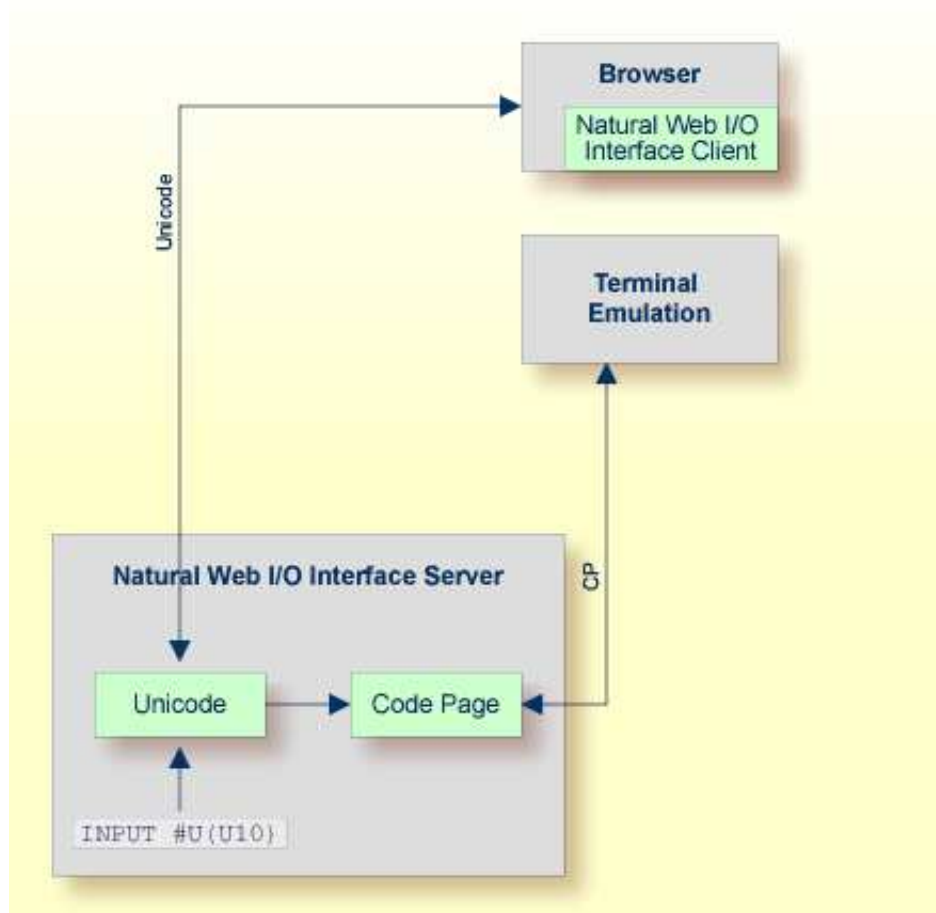 Browser
Natural Web I/O
Interface Client
Unicode
Terminal
Emulation
Natural Web I/O Interface Server
CP
Unicode
Code Page
INPUT #U(U10)